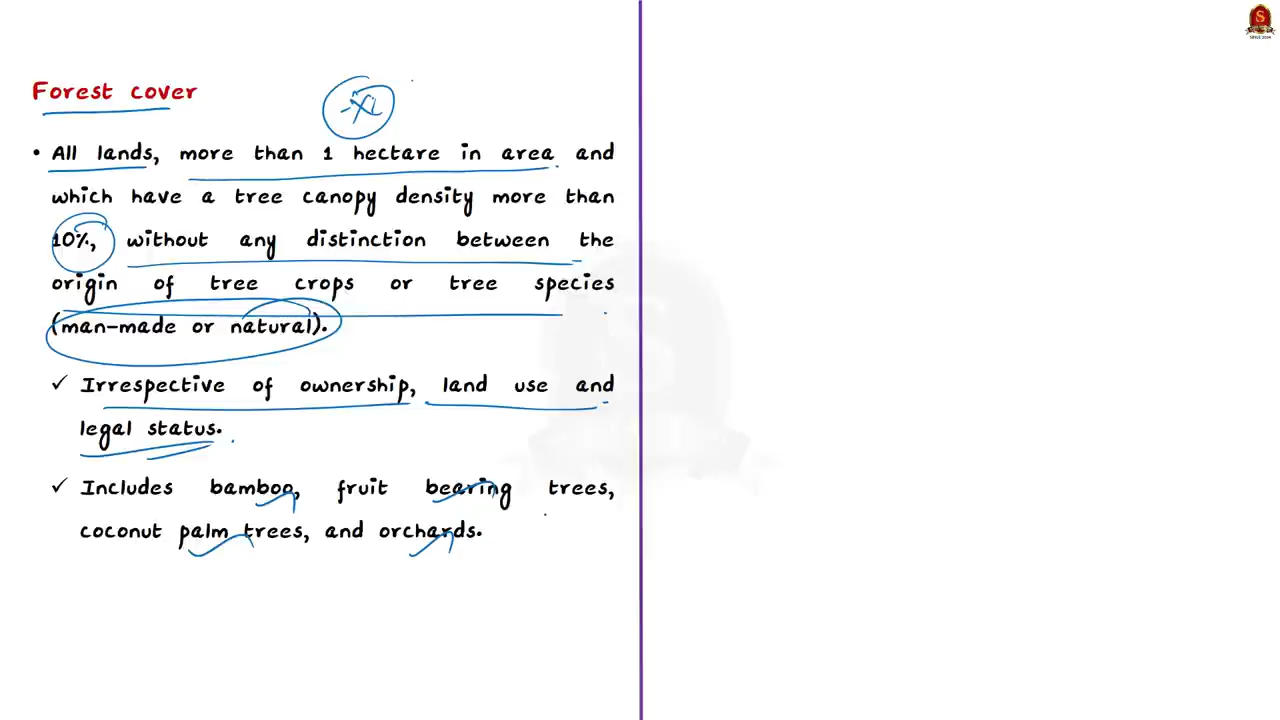 Forest cover
• All lands, more than 1 hectare in area and
which have a tree canopy density more than
10%, without any distinction between the
origin of tree crops or tree species
(man-made or natural).
✓ Irrespective of ownership, land use and
legal status.
✓ Includes bamboo, fruit bearing trees,
coconut palm trees, and orchards.